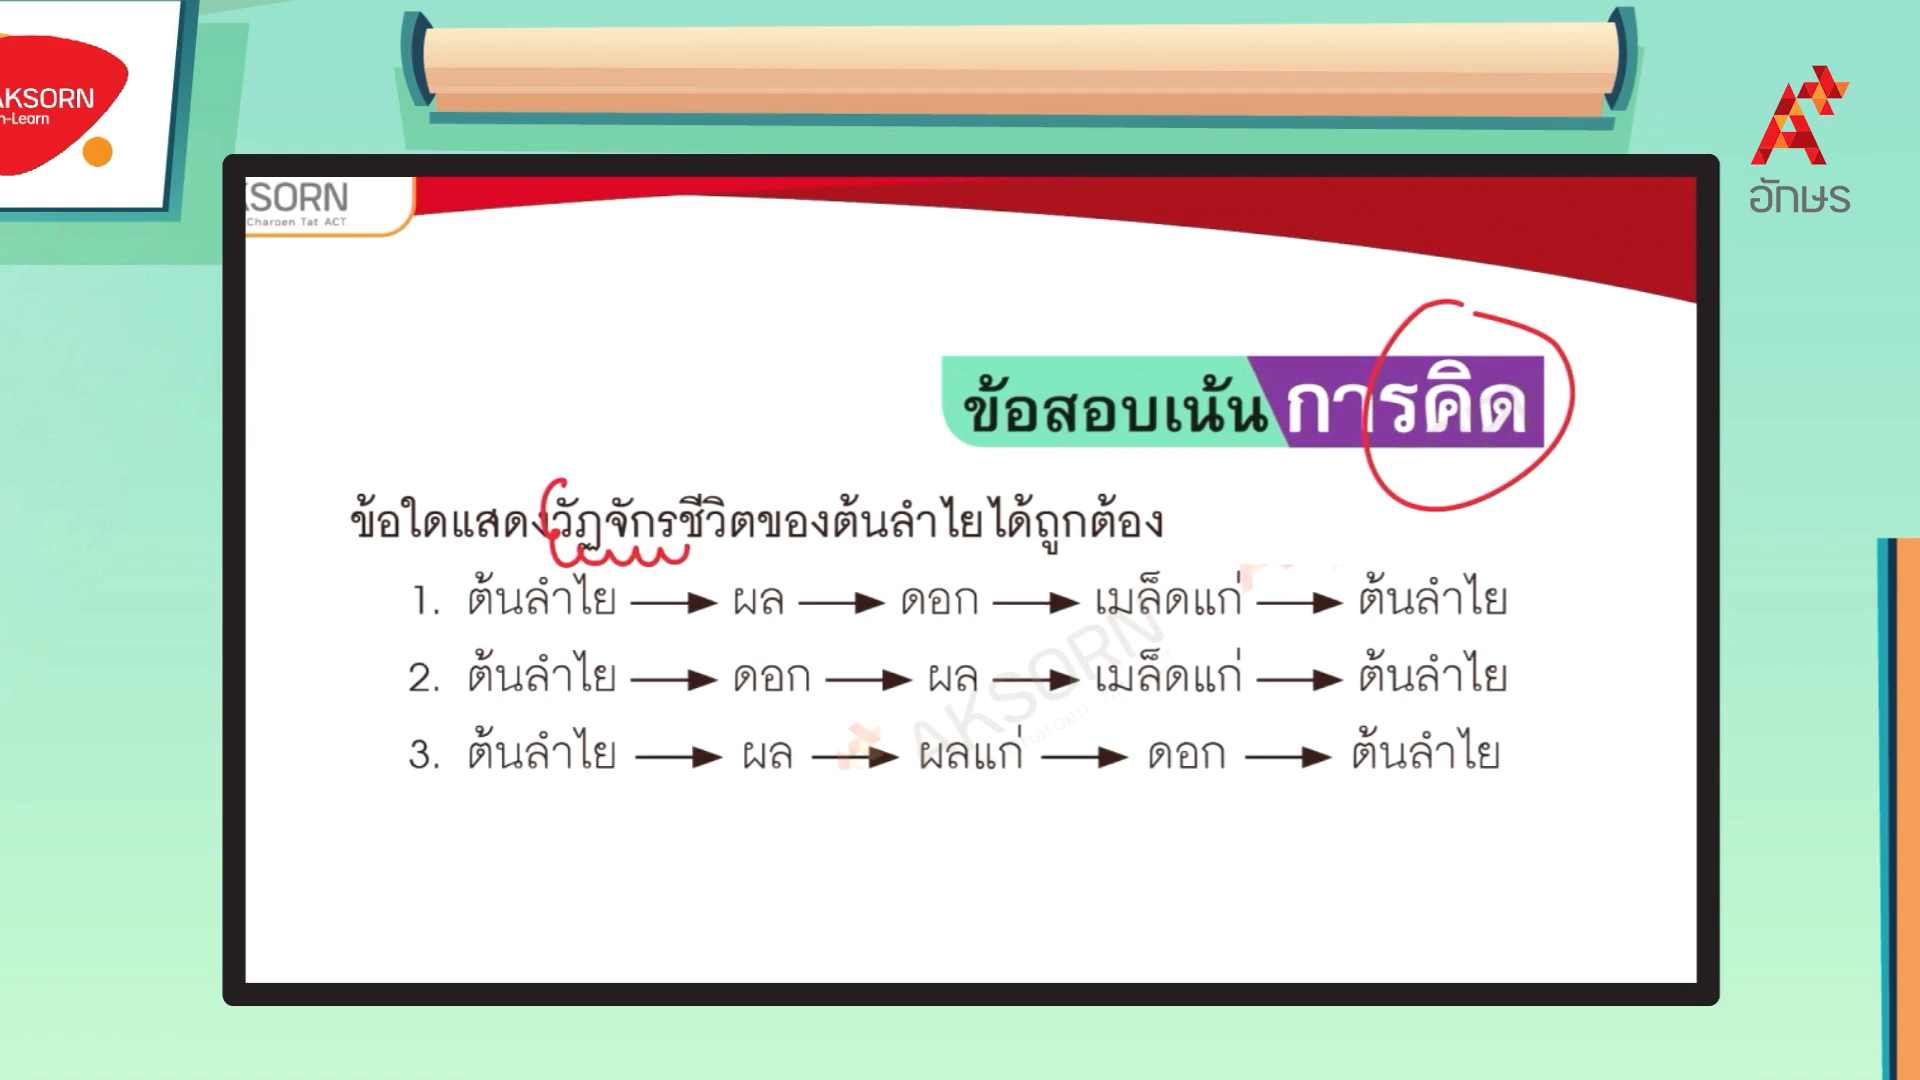 AKSORN
n-Learn
อักษร
KSORN
Charoen Tat ACT
ข้อสอบเน้นการคิด
ข้อใดแสดงวัฏจักรชีวิตของต้นลำไยได้ถูกต้อง
1. ต้นลำไย → ผล → ดอก → เมล็ดแก่ → ต้นลำไย
2. ต้นลำไย → ดอก → ผล → เมล็ดแก่ → ต้นลำไย
3. ต้นลำไย → ผล → ผลแก่ → ดอก → ต้นลำไย
AKSORN